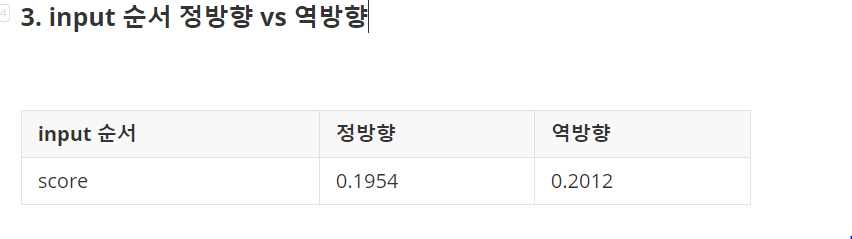 3. input 순서 정방향 vs 역방향
input 순서 정방향 역방향
score 0.1954 0.2012